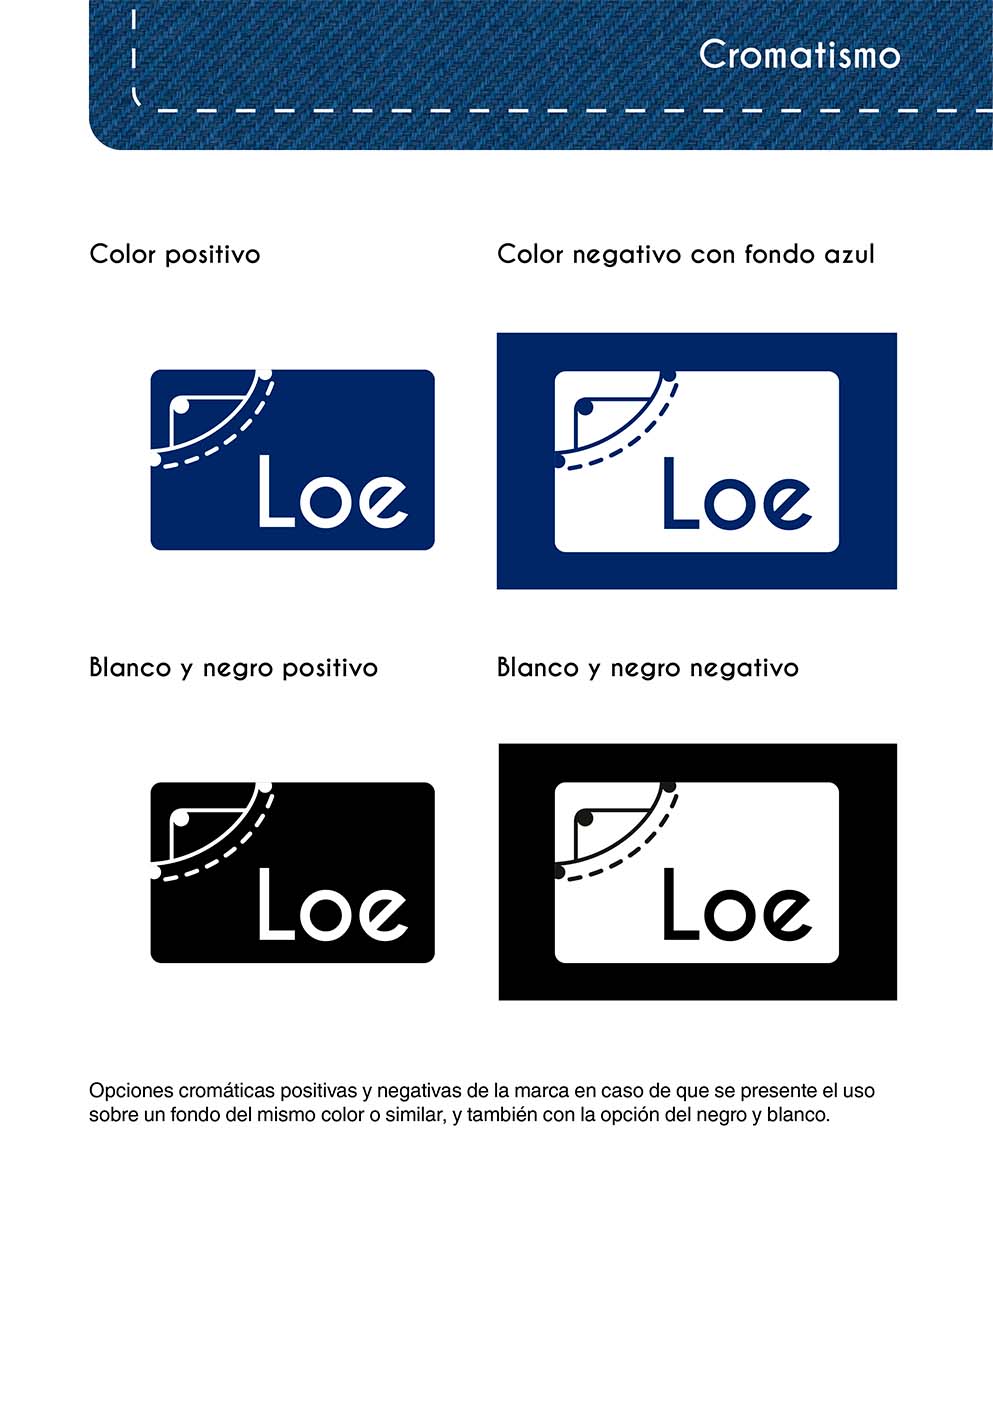 Cromatismo
Color positivo
Color negativo con fondo azul
Loe
Loe
Blanco y negro positivo
Blanco y negro negativo
Loe
Loe
Opciones cromáticas positivas y negativas de la marca en caso de que se presente el uso
sobre un fondo del mismo color o similar, y también con la opción del negro y blanco.